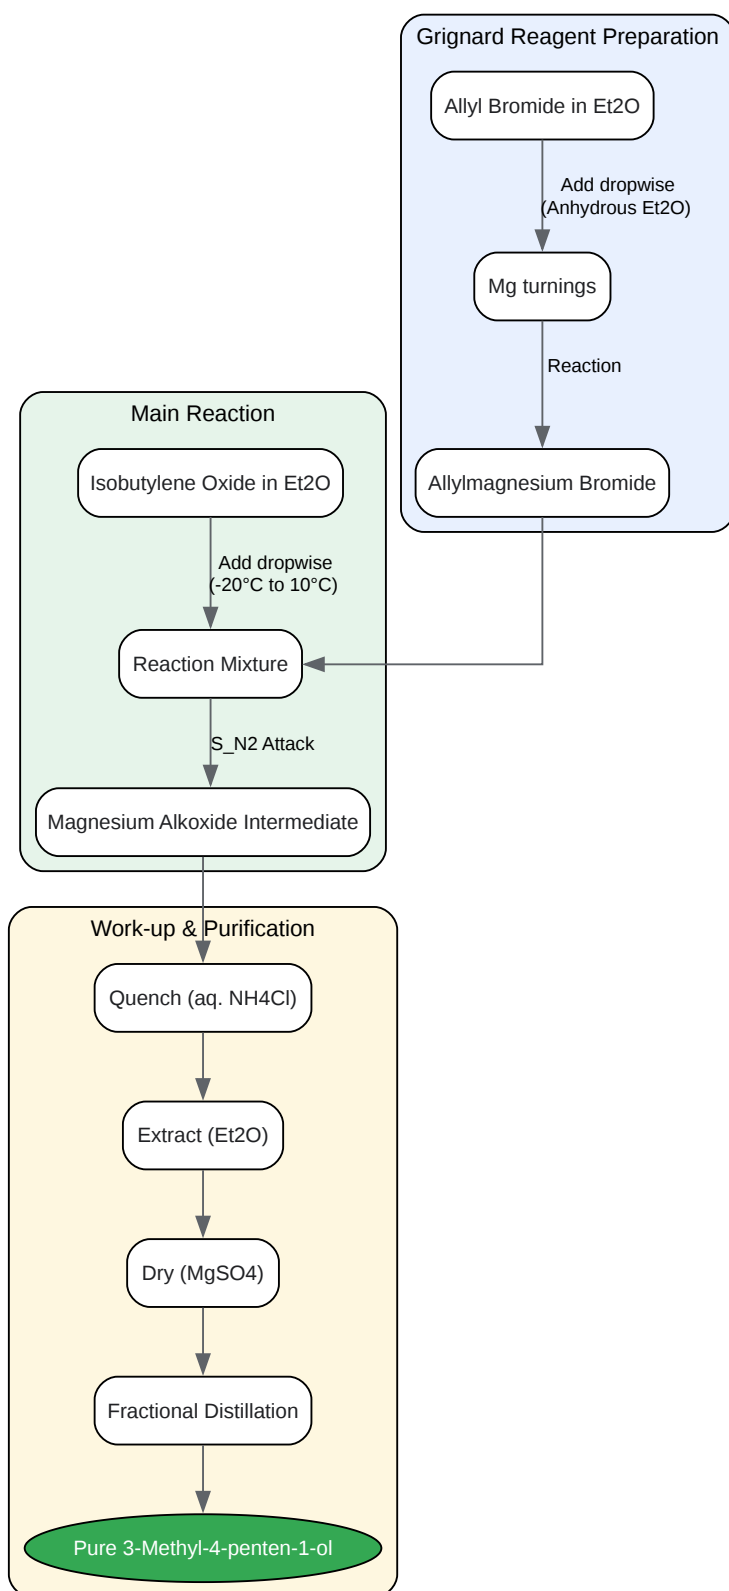 Grignard Reagent Preparation
Allyl Bromide in Et2O
Add dropwise
(Anhydrous Et2O)
Mg turnings
Reaction
Allylmagnesium Bromide
Main Reaction
Isobutylene Oxide in Et2O
Add dropwise
(-20°C to 10°C)
Reaction Mixture
S_N2 Attack
Magnesium Alkoxide Intermediate
Work-up & Purification
Quench (aq. NH4Cl)
Extract (Et2O)
Dry (MgSO4)
Fractional Distillation
Pure 3-Methyl-4-penten-1-ol